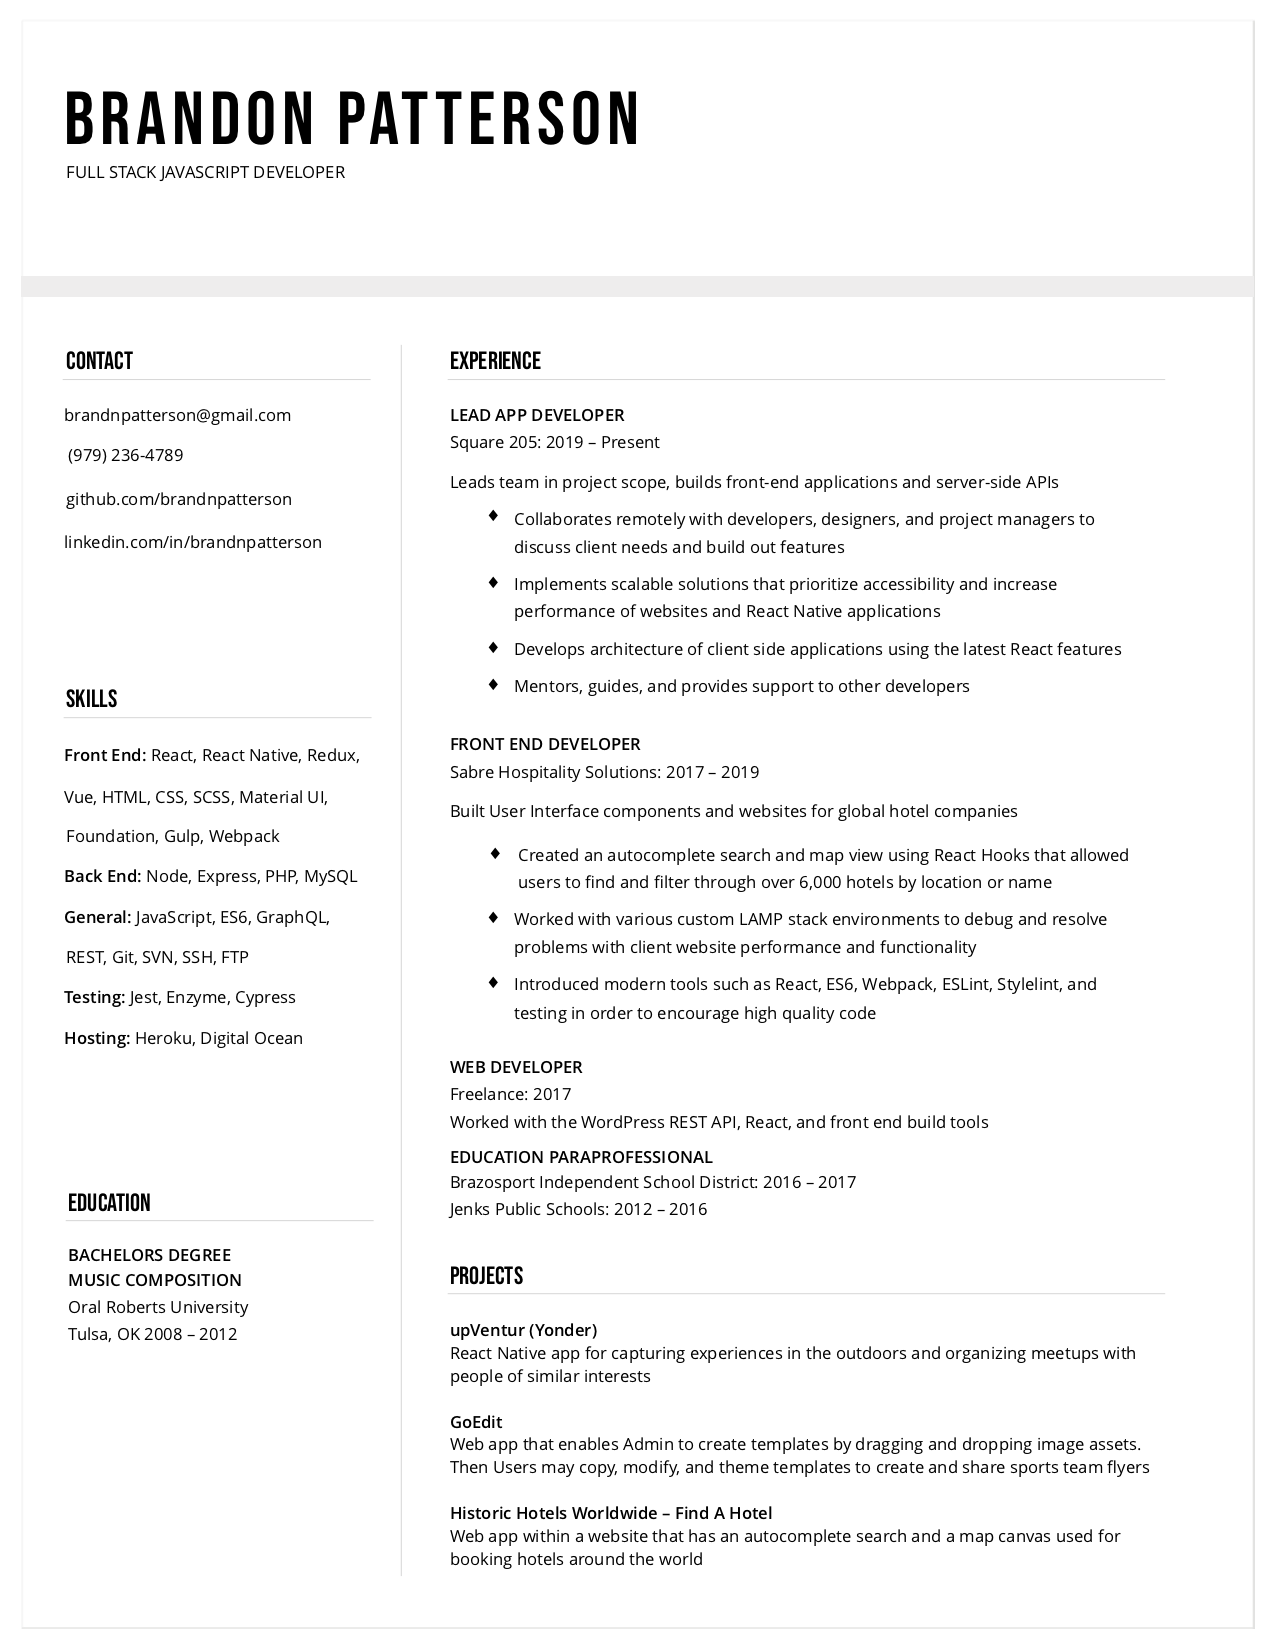 BRANDON PATTERSON
FULL STACK JAVASCRIPT DEVELOPER
CONTACT
brandnpatterson@gmail.com
(979) 236-4789
github.com/brandnpatterson
linkedin.com/in/brandnpatterson
SKILLS
Front End: React, React Native, Redux,
Vue, HTML, CSS, SCSS, Material UI,
Foundation, Gulp, Webpack
Back End: Node, Express, PHP, MySQL
General: JavaScript, ES6, GraphQL,
REST, Git, SVN, SSH, FTP
Testing: Jest, Enzyme, Cypress
Hosting: Heroku, Digital Ocean
EDUCATION
BACHELORS DEGREE
MUSIC COMPOSITION
Oral Roberts University
Tulsa, OK 2008 – 2012
EXPERIENCE
LEAD APP DEVELOPER
Square 205: 2019 – Present
Leads team in project scope, builds front-end applications and server-side APIs
♦ Collaborates remotely with developers, designers, and project managers to
discuss client needs and build out features
♦ Implements scalable solutions that prioritize accessibility and increase
performance of websites and React Native applications
♦ Develops architecture of client side applications using the latest React features
♦ Mentors, guides, and provides support to other developers
FRONT END DEVELOPER
Sabre Hospitality Solutions: 2017 – 2019
Built User Interface components and websites for global hotel companies
♦ Created an autocomplete search and map view using React Hooks that allowed
users to find and filter through over 6,000 hotels by location or name
♦ Worked with various custom LAMP stack environments to debug and resolve
problems with client website performance and functionality
♦ Introduced modern tools such as React, ES6, Webpack, ESLint, Stylelint, and
testing in order to encourage high quality code
WEB DEVELOPER
Freelance: 2017
Worked with the WordPress REST API, React, and front end build tools
EDUCATION PARAPROFESSIONAL
Brazosport Independent School District: 2016 – 2017
Jenks Public Schools: 2012 – 2016
PROJECTS
upVentur (Yonder)
React Native app for capturing experiences in the outdoors and organizing meetups with
people of similar interests
GoEdit
Web app that enables Admin to create templates by dragging and dropping image assets.
Then Users may copy, modify, and theme templates to create and share sports team flyers
Historic Hotels Worldwide – Find A Hotel
Web app within a website that has an autocomplete search and a map canvas used for
booking hotels around the world